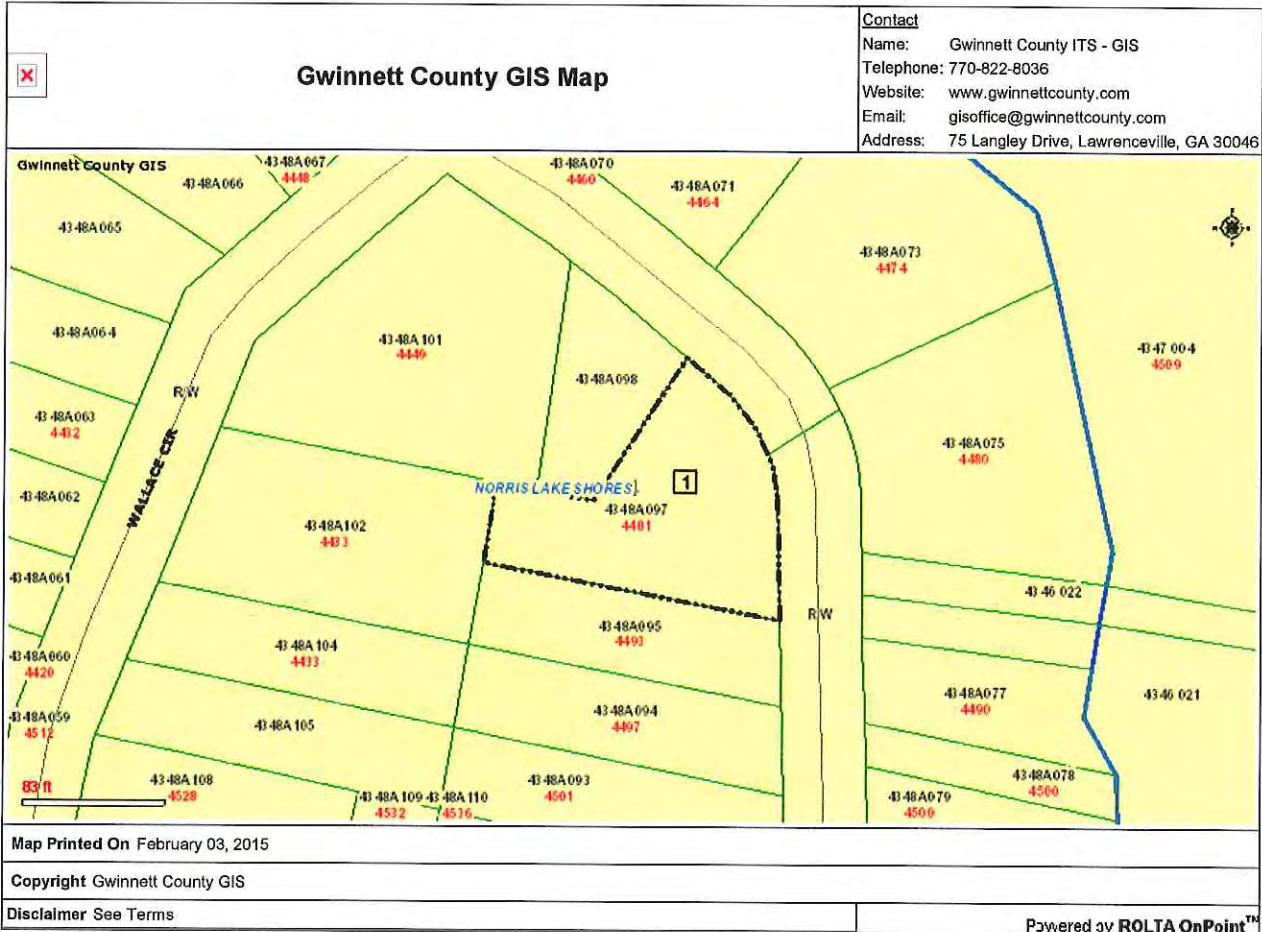 Gwinnett County GIS Map
Contact
Name: Gwinnett County ITS - GIS
Telephone: 770-822-8036
Website: www.gwinnettcounty.com
Email: gisoffice@gwinnettcounty.com
Address: 75 Langley Drive, Lawrenceville, GA 30046
Gwinnett County GIS
4348A067
4448
4348A066
4348A070
4460
4348A071
4464
4348A065
4348A073
4474
4348A064
4348A101
4449
4347 004
4509
4348A098
R/W
4348A063
4432
4348A075
4480
WALLACE CIR
NORRIS LAKE SHORES
1
4348A062
4348A097
4481
4348A102
4433
4348A061
4346 022
R/W
4348A095
4493
4348A104
4433
4348A060
4420
4348A077
4490
4346 021
4348A059
4512
4348A105
4348A094
4497
83 ft
4348A108
4528
4348A109
4532
4348A110
4536
4348A093
4501
4348A078
4500
4348A079
4500
Map Printed On February 03, 2015
Copyright Gwinnett County GIS
Disclaimer See Terms
Powered by ROLTA OnPoint™